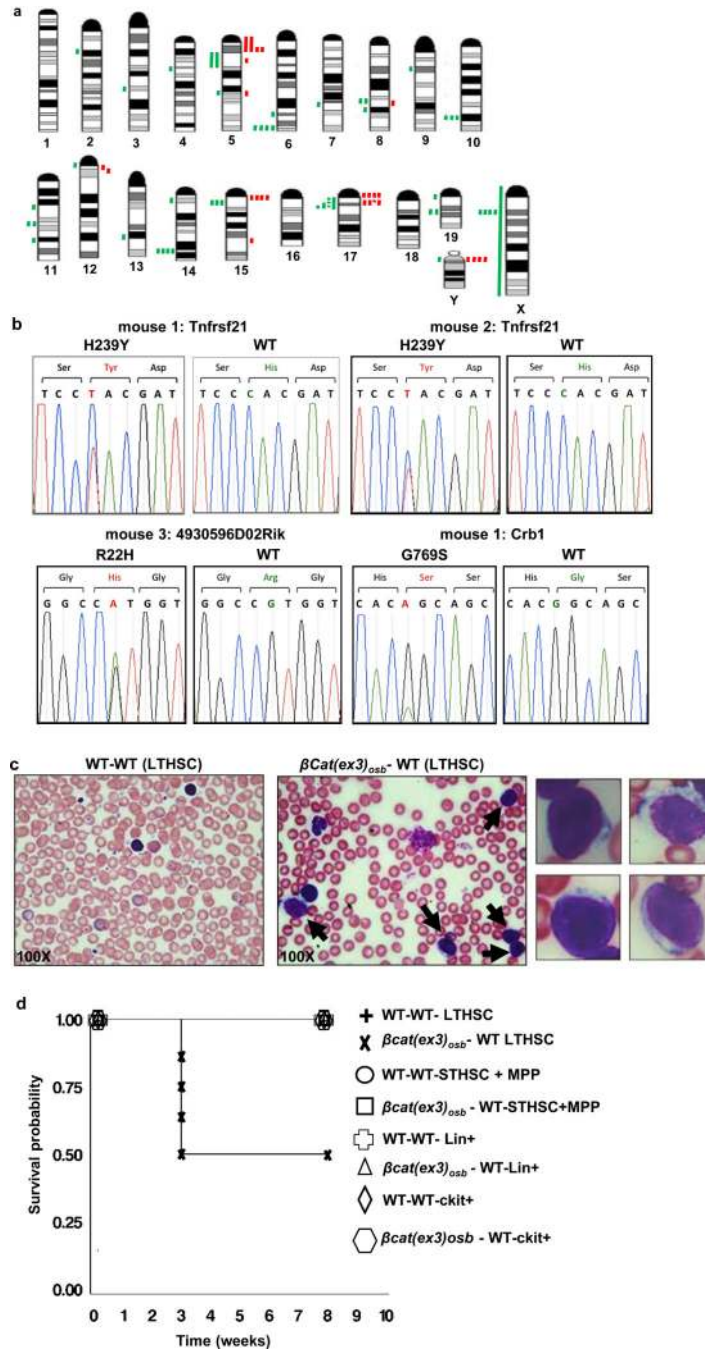 a
1 2 3 4 5 6 7 8 9 10
11 12 13 14 15 16 17 18 19
Y X
b
mouse 1: Tnfrsf21 mouse 2: Tnfrsf21
H239Y WT H239Y WT
Ser Tyr Asp Ser His Asp Ser Tyr Asp Ser His Asp
T C C T A C G A T T C C C A C G A T T C C T A C G A T T C C C A C G A T
mouse 3: 4930596D02Rik mouse 1: Crb1
R22H WT G769S WT
Gly His Gly Gly Arg Gly His Ser Ser His Gly Ser
G G C C A T G G T G G C C G T G G T C A C A G C A G C C A C G G C A G C
c
WT-WT (LTHSC) βCat(ex3)osb- WT (LTHSC)
100X 100X
d
Survival probability
1.00
0.75
0.50
0.25
0.00
0 1 2 3 4 5 6 7 8 9 10
Time (weeks)
WT-WT- LTHSC
βcat(ex3)osb- WT LTHSC
WT-WT-STHSC + MPP
βcat(ex3)osb - WT-STHSC+MPP
WT-WT- Lin+
βcat(ex3)osb - WT-Lin+
WT-WT-ckit+
βcat(ex3)osb - WT-ckit+